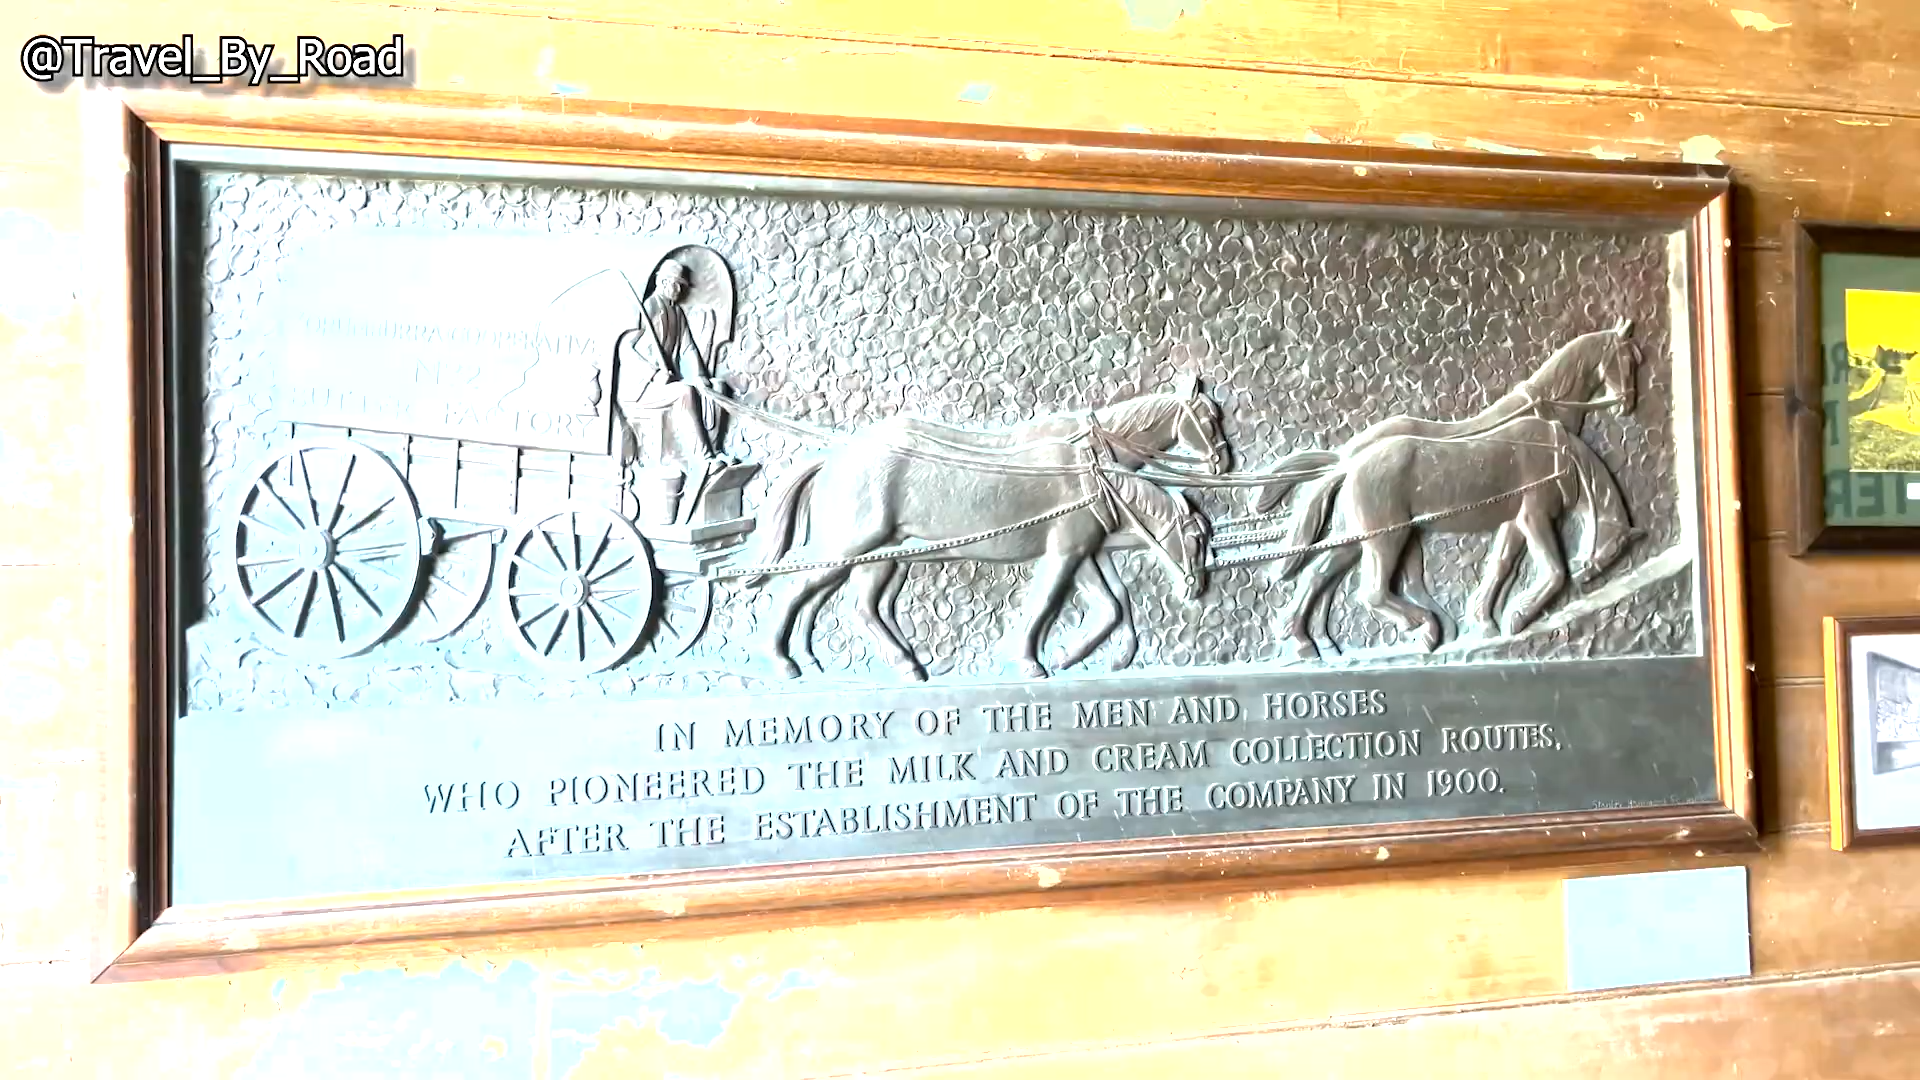 @Travel_By_Road
FACTORY
IN MEMORY OF THE MEN AND HORSES
WHO PIONEERED THE MILK AND CREAM COLLECTION ROUTES,
AFTER THE ESTABLISHMENT OF THE COMPANY IN 1900.